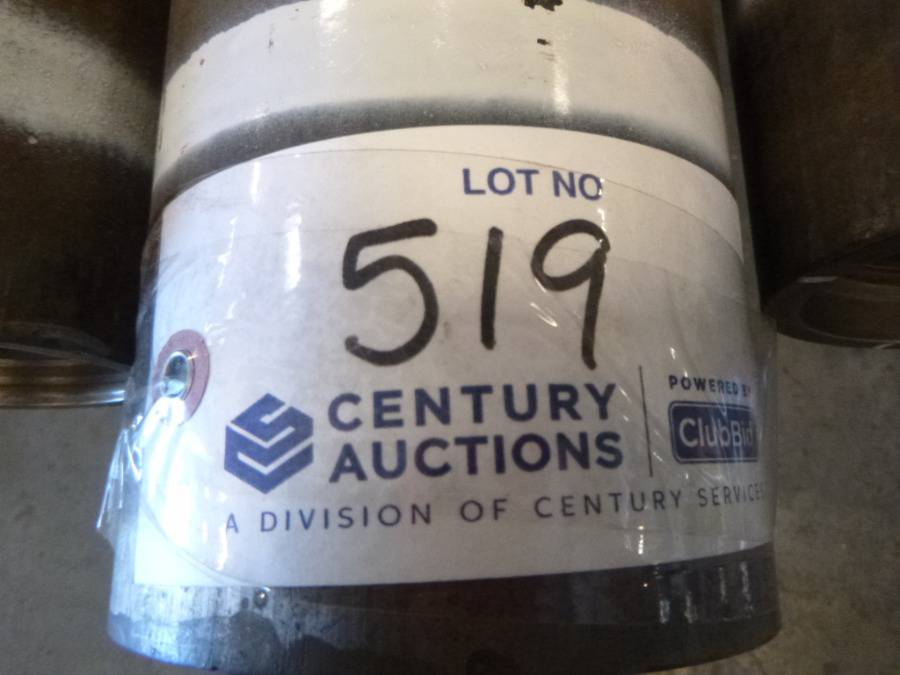 LOT NO
519
CENTURY
AUCTIONS
POWERED BY
ClubBid
A DIVISION OF CENTURY SERVICES